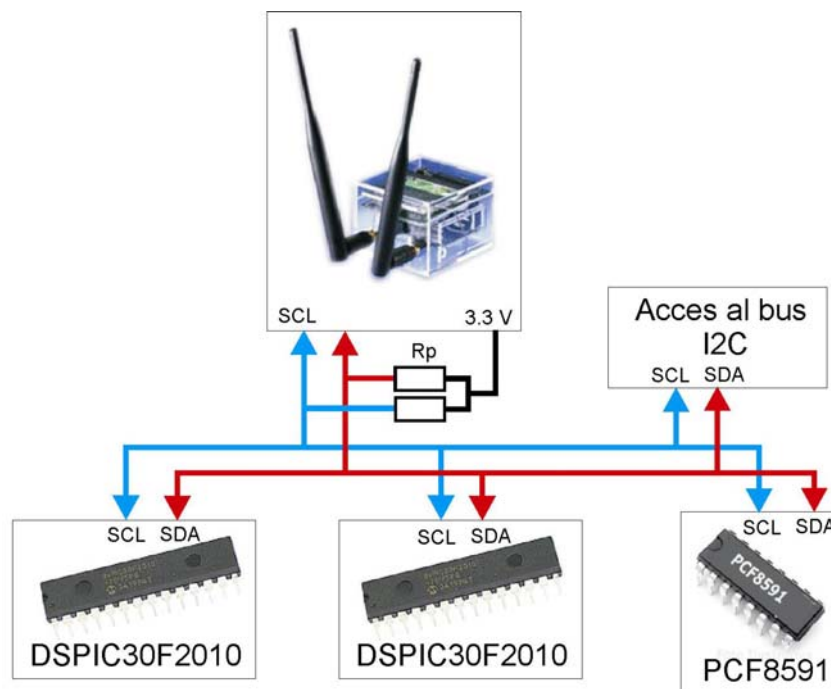 SCL
3.3 V
Rp
Acces al bus
I2C
SCL SDA
SCL SDA
DSPIC30F2010
SCL SDA
DSPIC30F2010
SCL SDA
PCF8591
PCF8591